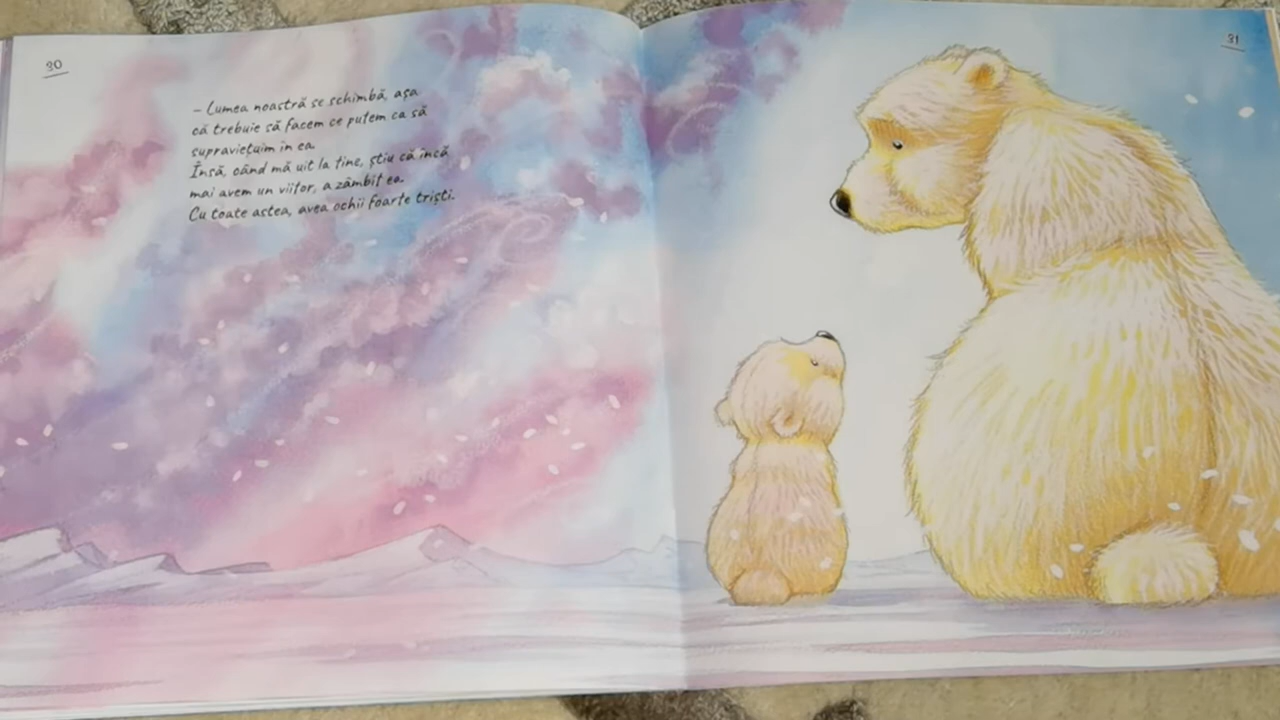 30
– Lumea noastră se schimbă, așa
că trebuie să facem ce putem ca să
supraviețuim în ea.
Însă, când mă uit la tine, știu că încă
mai avem un viitor, a zâmbit ea.
Cu toate astea, avea ochii foarte triști.
31